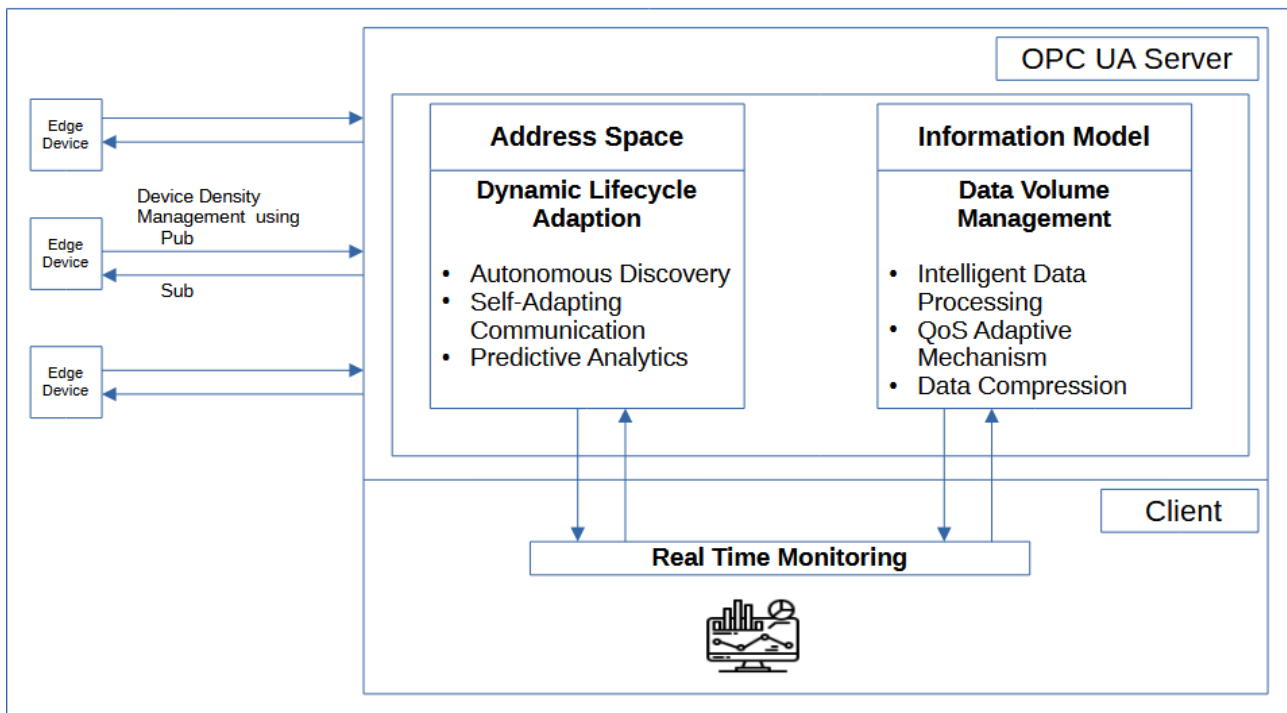 OPC UA Server
Edge
Device
Device Density
Management using
Pub
Edge
Device
Sub
Edge
Device
Address Space
Dynamic Lifecycle
Adaption
• Autonomous Discovery
• Self-Adapting
Communication
• Predictive Analytics
Information Model
Data Volume
Management
• Intelligent Data
Processing
• QoS Adaptive
Mechanism
• Data Compression
Client
Real Time Monitoring